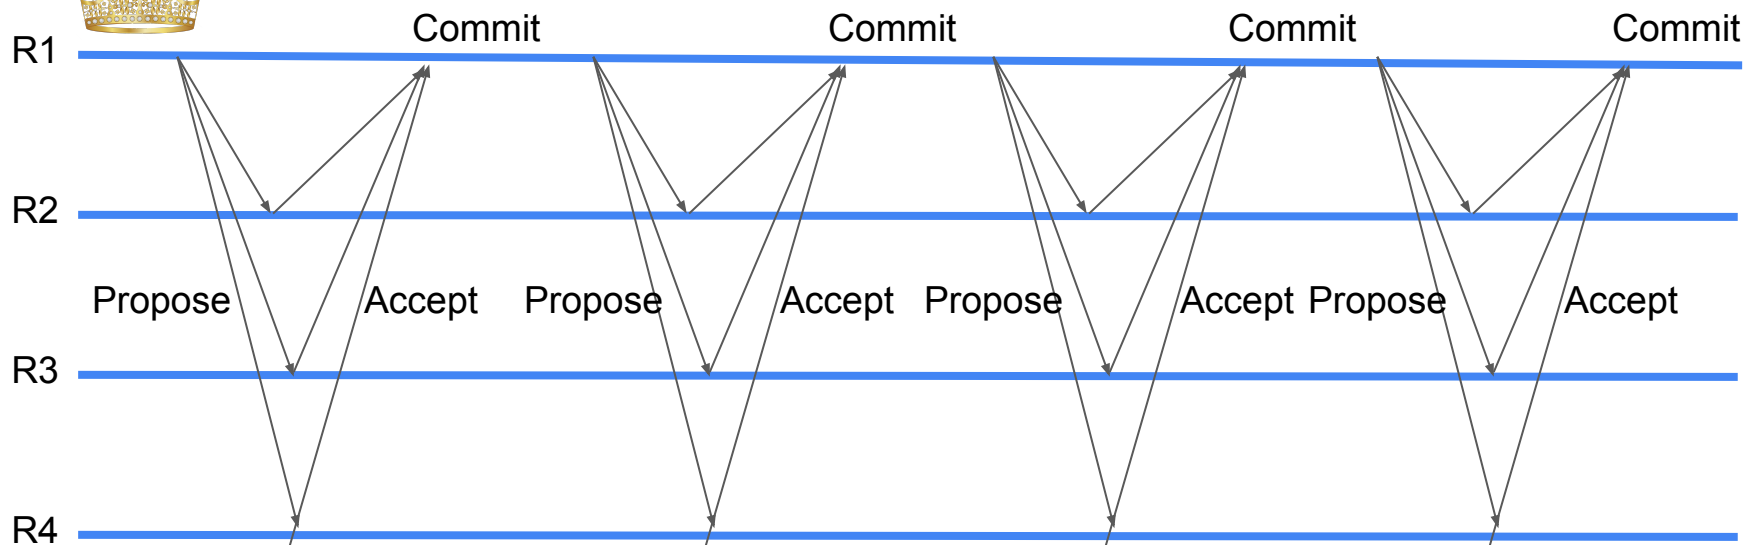 Commit Commit Commit Commit
R1
R2
Propose Accept Propose Accept Propose Accept Propose Accept
R3
R4